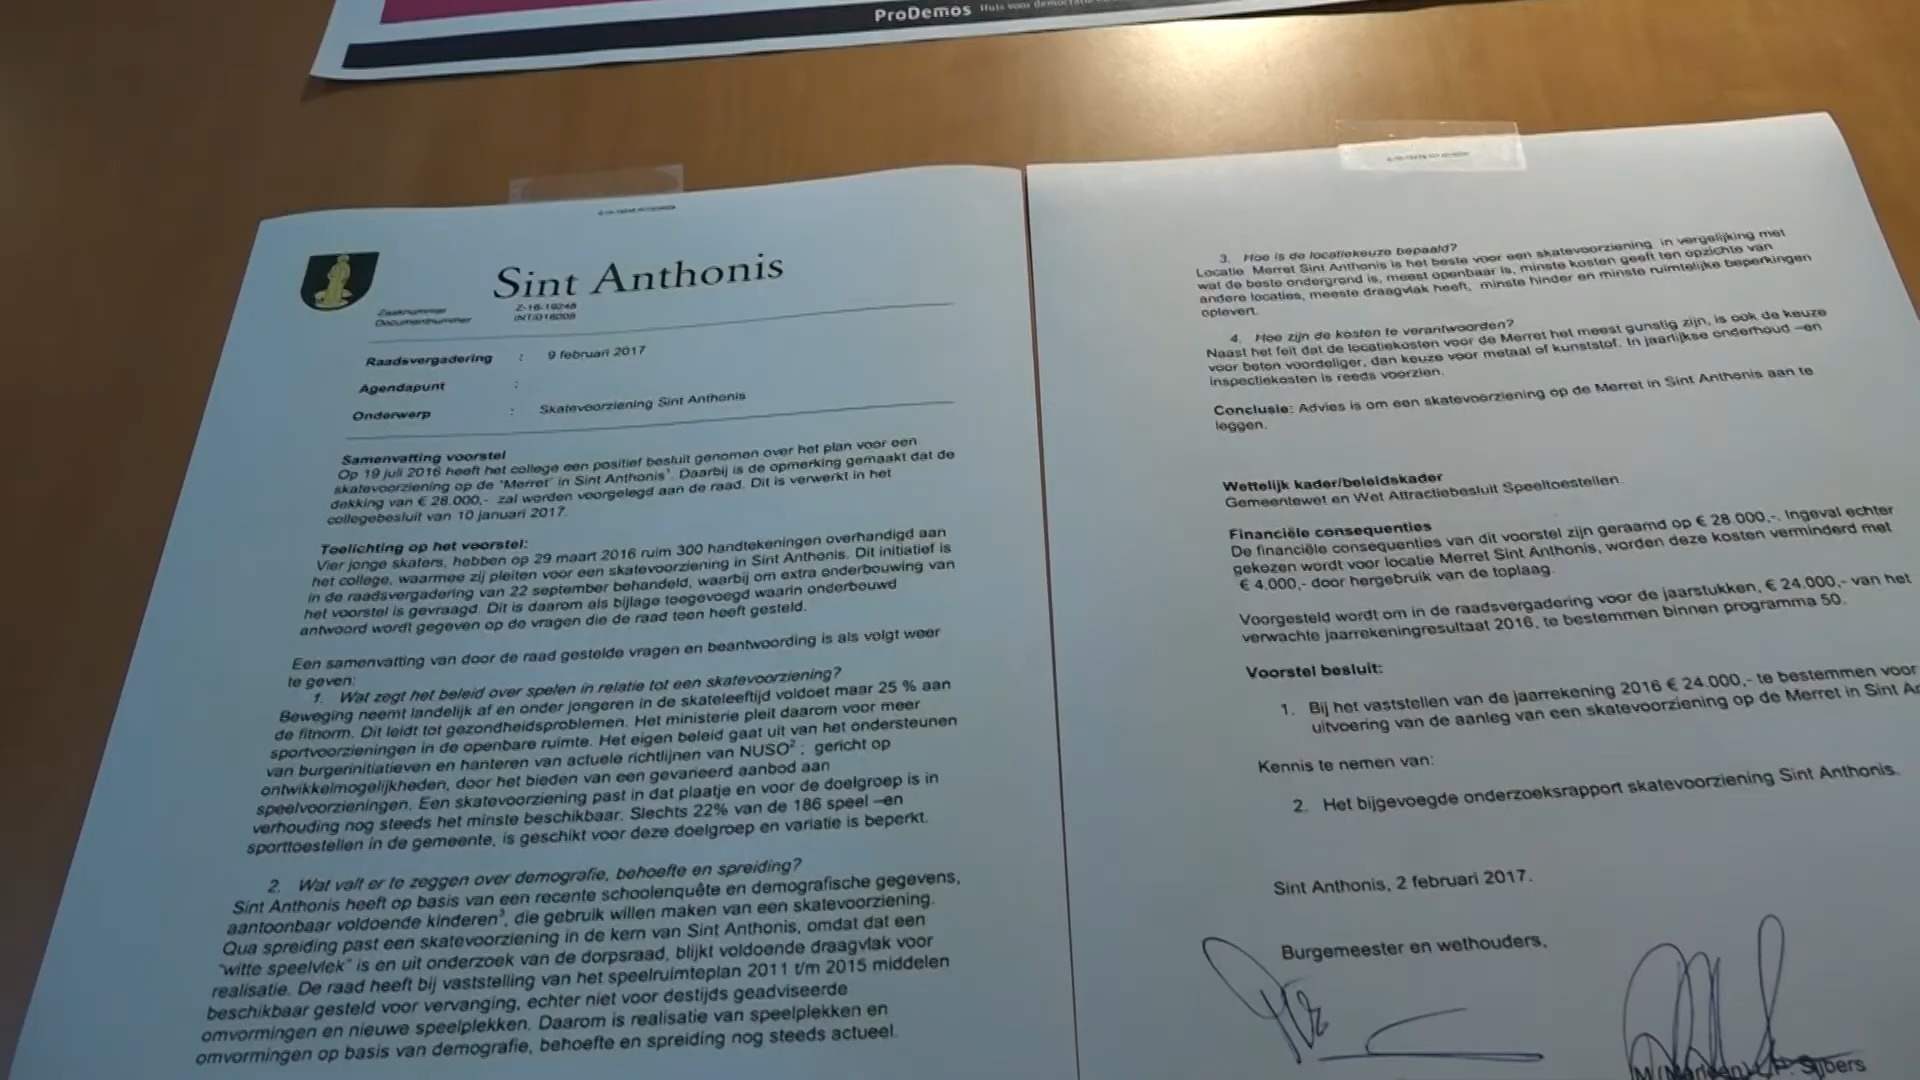 ProDemos Huis voor democratie
Sint Anthonis
Zaaknummer Z-16-19248
Documentnummer INT/018008
Raadsvergadering : 9 februari 2017
Agendapunt :
Onderwerp : Skatevoorziening Sint Anthonis
Samenvatting voorstel
Op 19 juli 2016 heeft het college een positief besluit genomen over het plan voor een
skatevoorziening op de "Merret" in Sint Anthonis¹. Daarbij is de opmerking gemaakt dat de
dekking van € 28.000,- zal worden voorgelegd aan de raad. Dit is verwerkt in het
collegebesluit van 10 januari 2017.
Toelichting op het voorstel:
Vier jonge skaters, hebben op 29 maart 2016 ruim 300 handtekeningen overhandigd aan
het college, waarmee zij pleiten voor een skatevoorziening in Sint Anthonis. Dit initiatief is
in de raadsvergadering van 22 september behandeld, waarbij om extra onderbouwing van
het voorstel is gevraagd. Dit is daarom als bijlage toegevoegd waarin onderbouwd
antwoord wordt gegeven op de vragen die de raad toen heeft gesteld.
Een samenvatting van door de raad gestelde vragen en beantwoording is als volgt weer
te geven:
1. Wat zegt het beleid over spelen in relatie tot een skatevoorziening?
Beweging neemt landelijk af en onder jongeren in de skateleeftijd voldoet maar 25 % aan
de fitnorm. Dit leidt tot gezondheidsproblemen. Het ministerie pleit daarom voor meer
sportvoorzieningen in de openbare ruimte. Het eigen beleid gaat uit van het ondersteunen
van burgerinitiatieven en hanteren van actuele richtlijnen van NUSO² ; gericht op
ontwikkelmogelijkheden, door het bieden van een gevarieerd aanbod aan
speelvoorzieningen. Een skatevoorziening past in dat plaatje en voor de doelgroep is in
verhouding nog steeds het minste beschikbaar. Slechts 22% van de 186 speel –en
sporttoestellen in de gemeente, is geschikt voor deze doelgroep en variatie is beperkt.
2. Wat valt er te zeggen over demografie, behoefte en spreiding?
Sint Anthonis heeft op basis van een recente schoolenquête en demografische gegevens,
aantoonbaar voldoende kinderen³, die gebruik willen maken van een skatevoorziening.
Qua spreiding past een skatevoorziening in de kern van Sint Anthonis, omdat dat een
"witte speelvlek" is en uit onderzoek van de dorpsraad, blijkt voldoende draagvlak voor
realisatie. De raad heeft bij vaststelling van het speelruimteplan 2011 t/m 2015 middelen
beschikbaar gesteld voor vervanging, echter niet voor destijds geadviseerde
omvormingen en nieuwe speelplekken. Daarom is realisatie van speelplekken en
omvormingen op basis van demografie, behoefte en spreiding nog steeds actueel.
3. Hoe is de locatiekeuze bepaald?
Locatie Merret Sint Anthonis is het beste voor een skatevoorziening in vergelijking met
wat de beste ondergrond is, meest openbaar is, minste kosten geeft ten opzichte van
andere locaties, meeste draagvlak heeft, minste hinder en minste ruimtelijke beperkingen
oplevert.
4. Hoe zijn de kosten te verantwoorden?
Naast het feit dat de locatiekosten voor de Merret het meest gunstig zijn, is ook de keuze
voor beton voordeliger, dan keuze voor metaal of kunststof. In jaarlijkse onderhoud –en
inspectiekosten is reeds voorzien.
Conclusie: Advies is om een skatevoorziening op de Merret in Sint Anthonis aan te
leggen.
Wettelijk kader/beleidskader
Gemeentewet en Wet Attractiebesluit Speeltoestellen.
Financiële consequenties
De financiële consequenties van dit voorstel zijn geraamd op € 28.000,-. Ingeval echter
gekozen wordt voor locatie Merret Sint Anthonis, worden deze kosten verminderd met
€ 4.000,- door hergebruik van de toplaag.
Voorgesteld wordt om in de raadsvergadering voor de jaarstukken, € 24.000,- van het
verwachte jaarrekeningresultaat 2016, te bestemmen binnen programma 50.
Voorstel besluit:
1. Bij het vaststellen van de jaarrekening 2016 € 24.000,- te bestemmen voor
uitvoering van de aanleg van een skatevoorziening op de Merret in Sint An
Kennis te nemen van:
2. Het bijgevoegde onderzoeksrapport skatevoorziening Sint Anthonis.
Sint Anthonis, 2 februari 2017.
Burgemeester en wethouders,
Sijbers